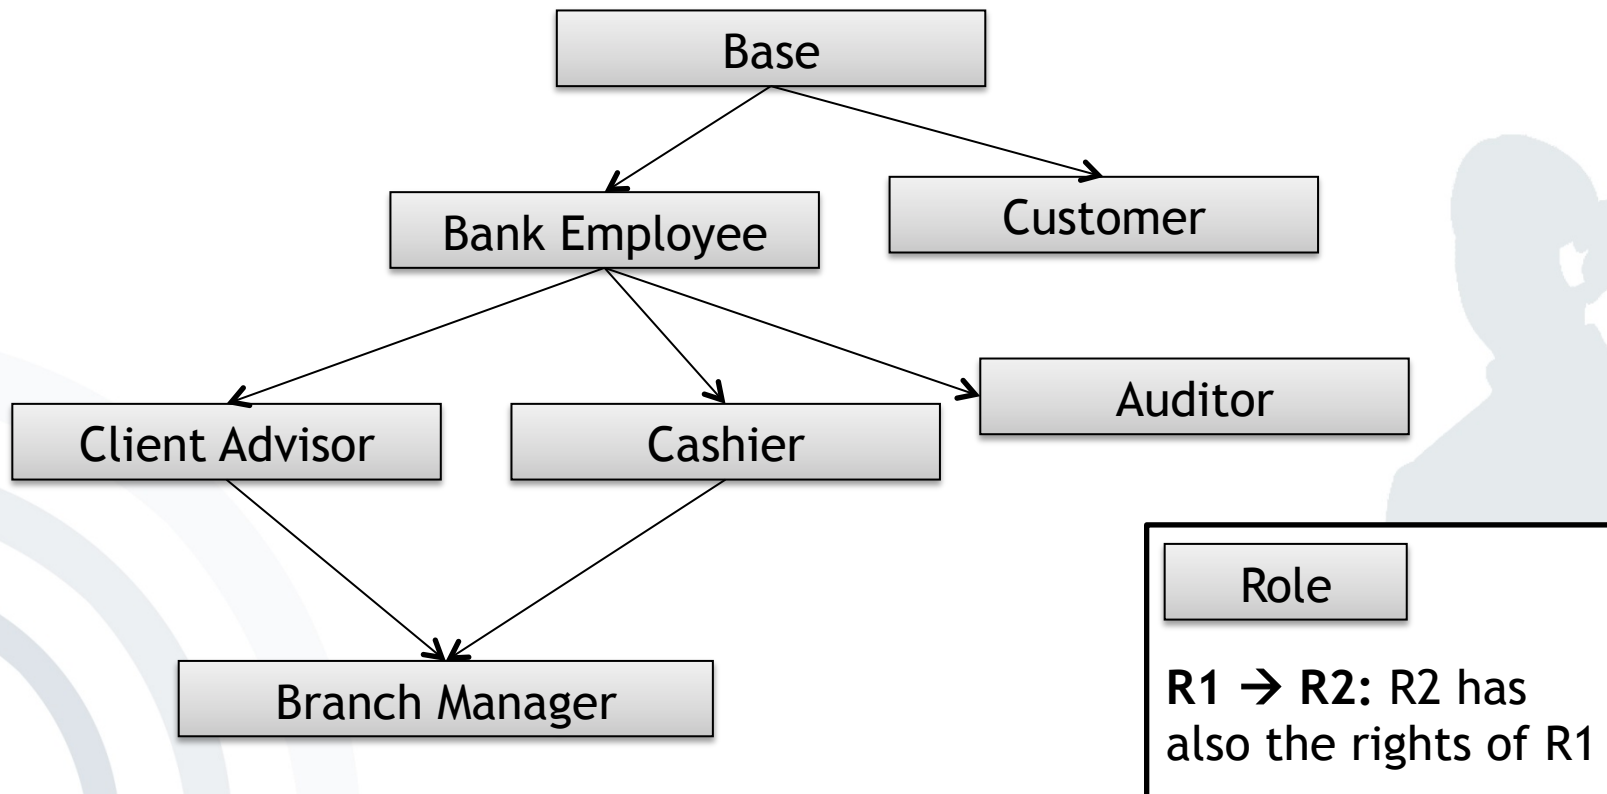 Base
Bank Employee
Customer
Client Advisor
Cashier
Auditor
Branch Manager
Role
R1 → R2: R2 has
also the rights of R1